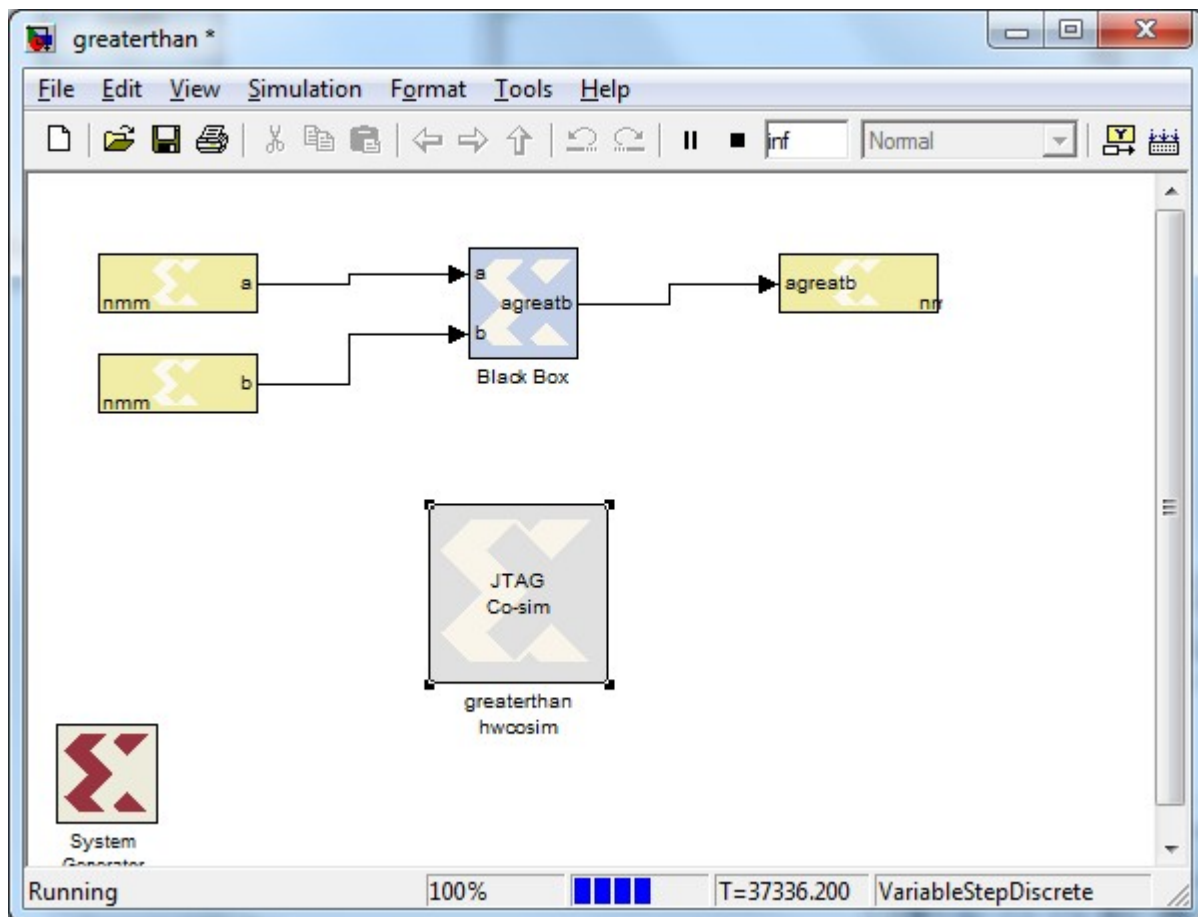 greaterthan *
File Edit View Simulation Format Tools Help
inf Normal
nmm a
a
agreatb
b
Black Box
agreatb
nmm b
JTAG
Co-sim
greaterthan
hwcosim
System
Generator
Running 100% T=37336.200 VariableStepDiscrete